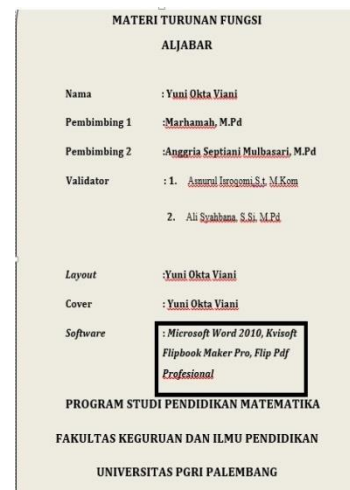 MATERI TURUNAN FUNGSI
ALJABAR
Nama : Yuni Okta Viani
Pembimbing 1 :Marhamah, M.Pd
Pembimbing 2 :Anggria Septiani Mulbasari, M.Pd
Validator : 1. Asnurul Isroqomi,S.t, M.Kom
2. Ali Syahbana, S.Si, M.Pd
Layout :Yuni Okta Viani
Cover : Yuni Okta Viani
Software : Microsoft Word 2010, Kvisoft
Flipbook Maker Pro, Flip Pdf
Profesional
PROGRAM STUDI PENDIDIKAN MATEMATIKA
FAKULTAS KEGURUAN DAN ILMU PENDIDIKAN
UNIVERSITAS PGRI PALEMBANG